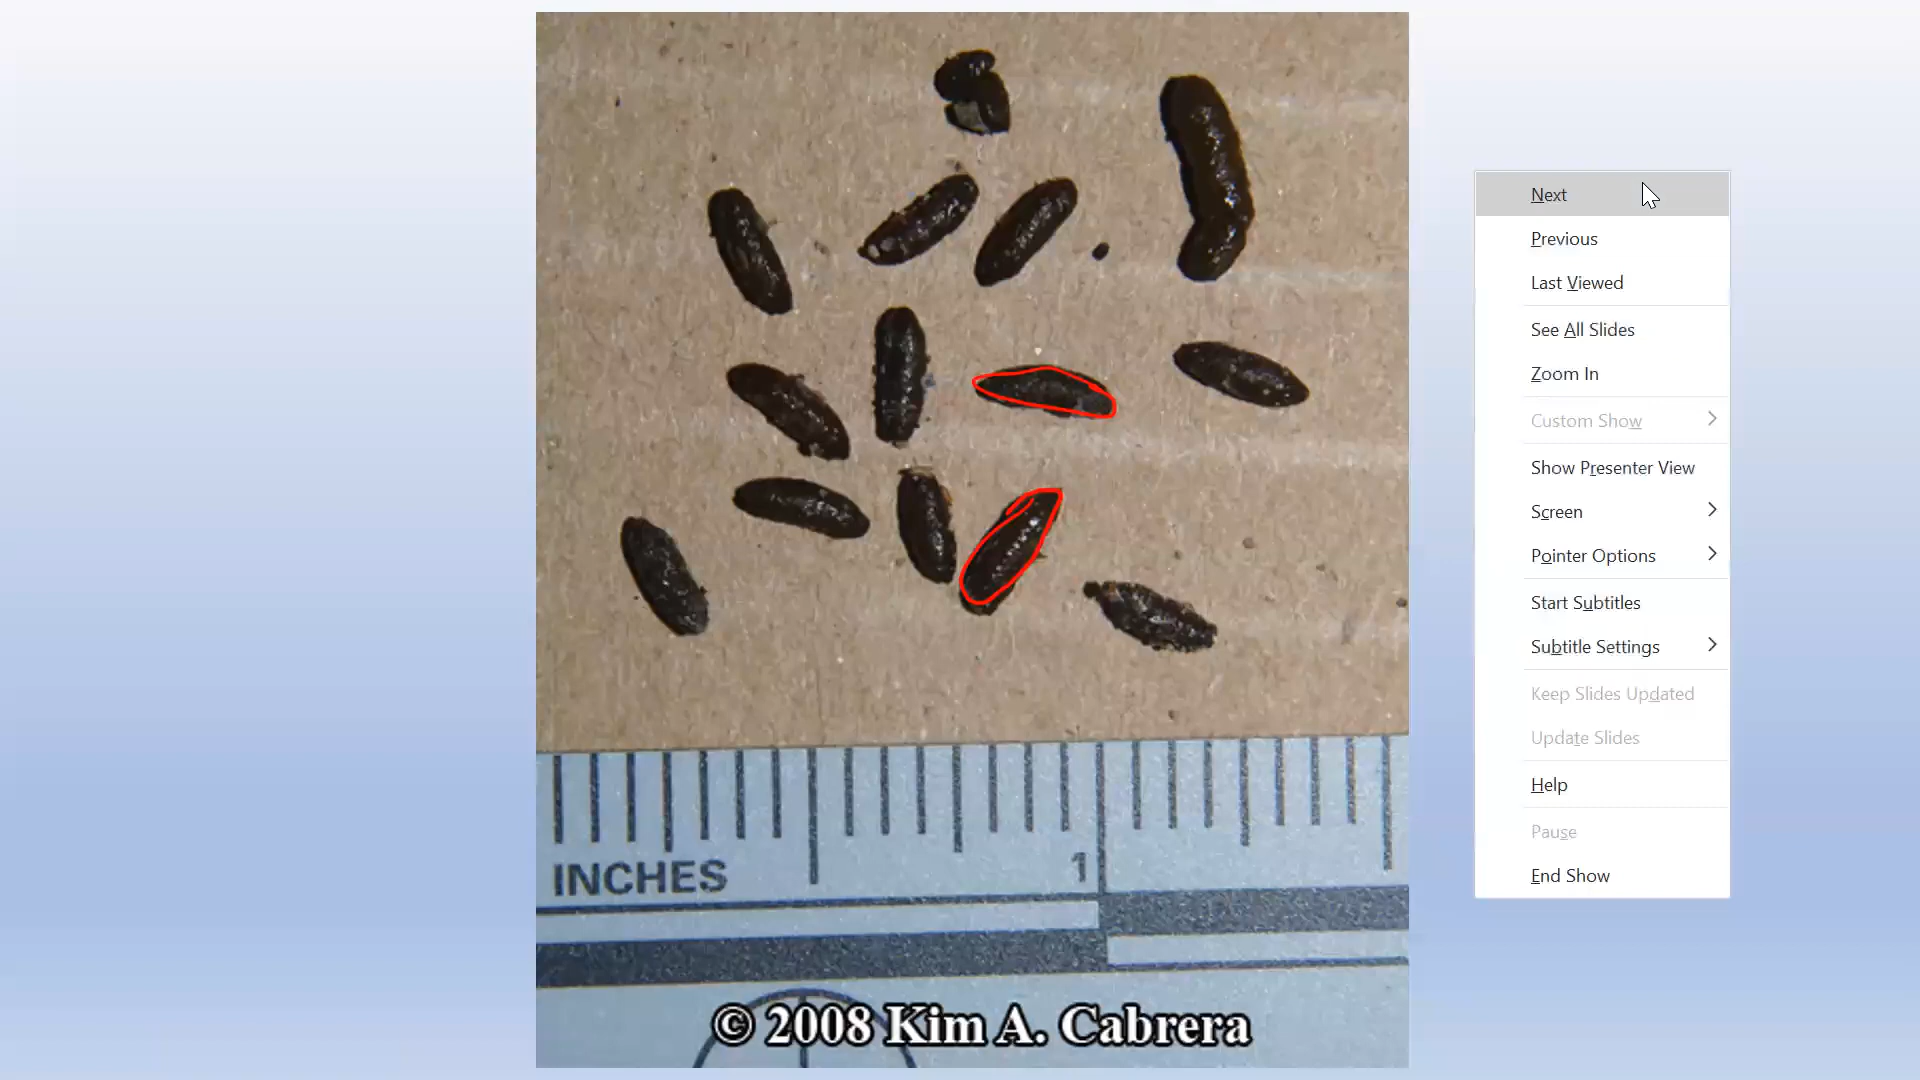 Next
Previous
Last Viewed
See All Slides
Zoom In
Custom Show
Show Presenter View
Screen
Pointer Options
Start Subtitles
Subtitle Settings
Keep Slides Updated
Update Slides
Help
Pause
End Show
1
INCHES
© 2008 Kim A. Cabrera